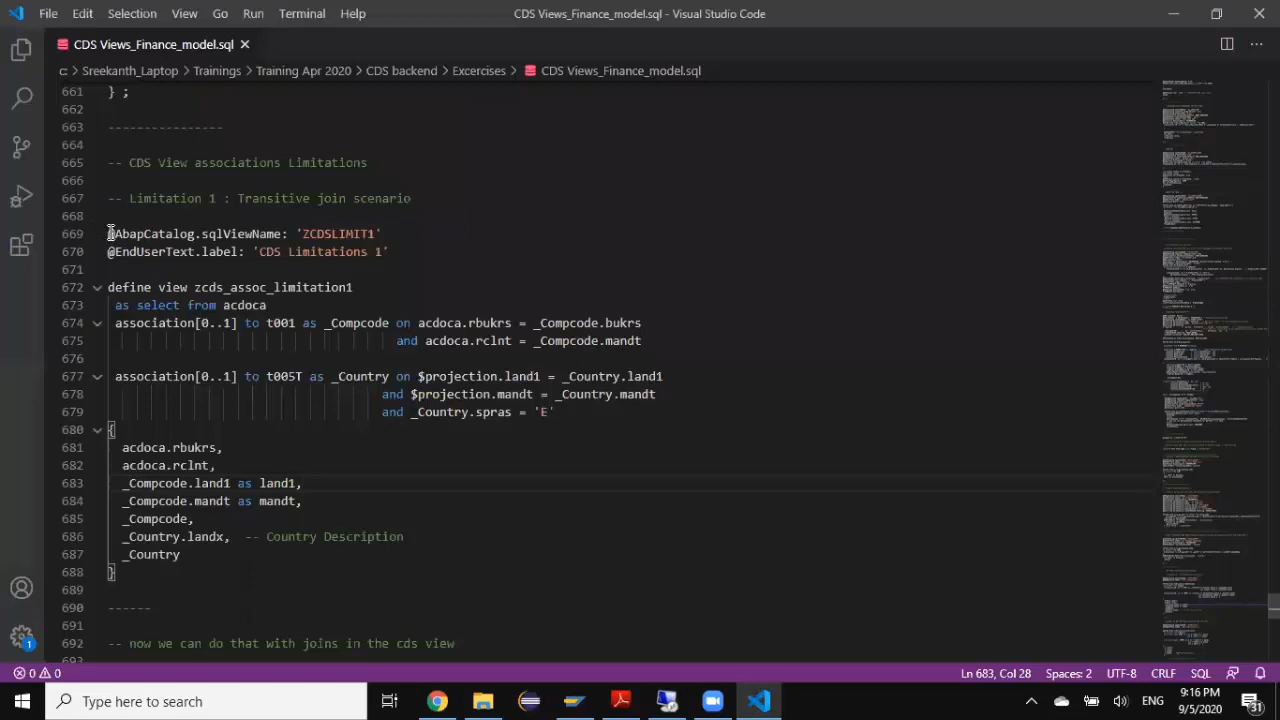 File Edit Selection View Go Run Terminal Help CDS Views_Finance_model.sql - Visual Studio Code
CDS Views_Finance_model.sql
c: > Sreekanth_Laptop > Trainings > Training Apr 2020 > CDS backend > Excercises > CDS Views_Finance_model.sql
661 } ;
662
663 ----------------
664
665 -- CDS View associations Limitations
666
667 -- Limitation 1 : Transitive join scenario
668
669 @AbapCatalog.sqlViewName: 'ZCDSLIMIT1'
670 @EndUserText.label: 'CDS Limitations 1'
671
672 define view zcds_assoc_limitation1
673 as select from acdoca
674 association[0..1] to t001 as _Compcode on acdoca.rbukrs = _Compcode.bukrs
675 and acdoca.rclnt = _Compcode.mandt
676
677 association[0..1] to t005T as _Country on $projection.land1 = _Country.land1
678 and $projection.mandt = _Country.mandt
679 and _Country.spras = 'E'
680 {
681 acdoca.rbukrs,
682 acdoca.rclnt,
683 _Compcode.land1 as land1,
684 _Compcode.mandt as mandt,
685 _Compcode,
686 _Country.landx, -- Country Description
687 _Country
688 }
689
690 ------
691
692 -- now we can do that with joins in the cds view
693
0 0 Ln 683, Col 28 Spaces: 2 UTF-8 CRLF SQL
1
Type here to search
ENG
9:16 PM
9/5/2020
31